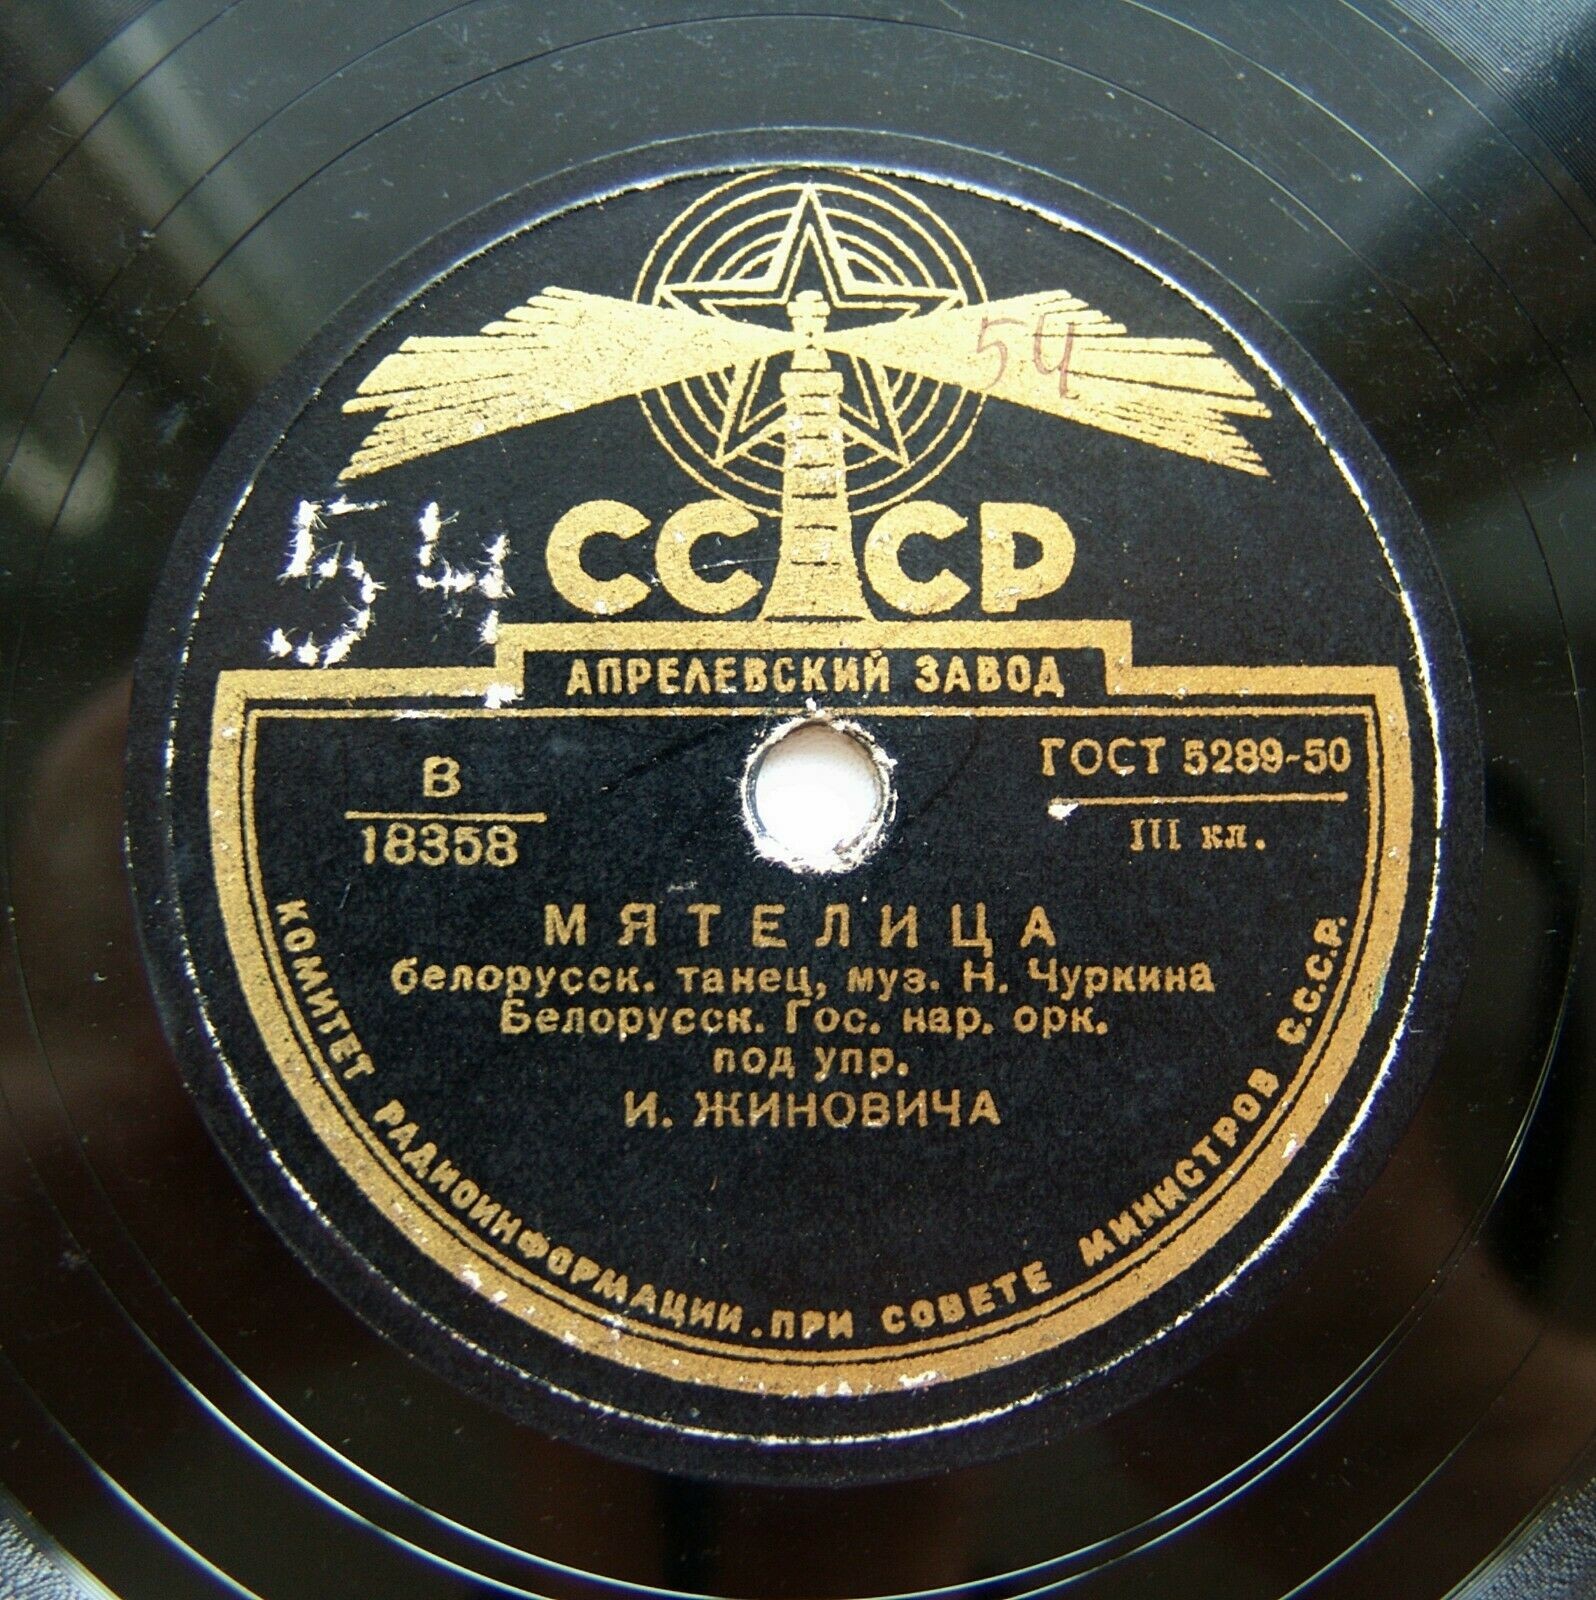 54
54
СССР
АПРЕЛЕВСКИЙ ЗАВОД
В
18358
ГОСТ 5289-50
III кл.
МЯТЕЛИЦА
белорусск. танец, муз. Н. Чуркина
Белорусск. Гос. нар. орк.
под упр.
И. ЖИНОВИЧА
КОМИТЕТ РАДИОИНФОРМАЦИИ ПРИ СОВЕТЕ МИНИСТРОВ С.С.С.Р.